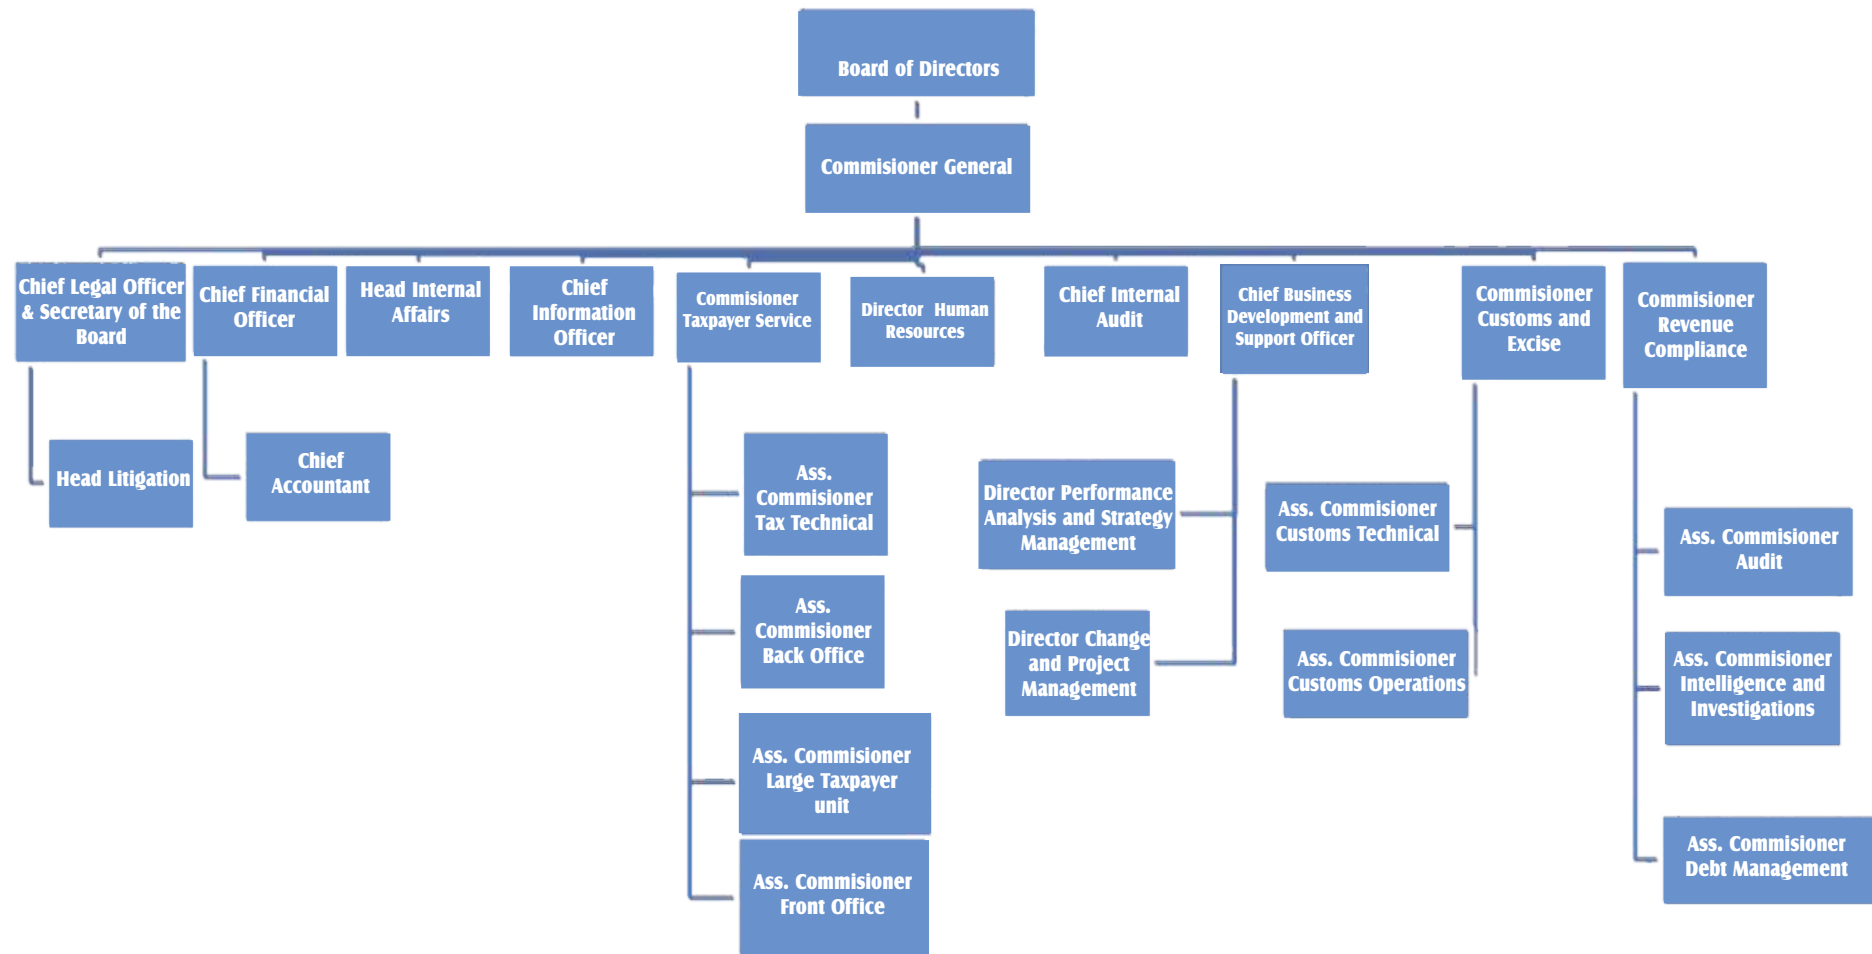 Board of Directors
Commisioner General
Chief Legal Officer
& Secretary of the
Board
Chief Financial
Officer
Head Internal
Affairs
Chief
Information
Officer
Commisioner
Taxpayer Service
Director Human
Resources
Chief Internal
Audit
Chief Business
Development and
Support Officer
Commisioner
Customs and
Excise
Commisioner
Revenue
Compliance
Head Litigation
Chief
Accountant
Ass.
Commisioner
Tax Technical
Ass.
Commisioner
Back Office
Ass. Commisioner
Large Taxpayer
unit
Ass. Commisioner
Front Office
Director Performance
Analysis and Strategy
Management
Director Change
and Project
Management
Ass. Commisioner
Customs Technical
Ass. Commisioner
Customs Operations
Ass. Commisioner
Audit
Ass. Commisioner
Intelligence and
Investigations
Ass. Commisioner
Debt Management